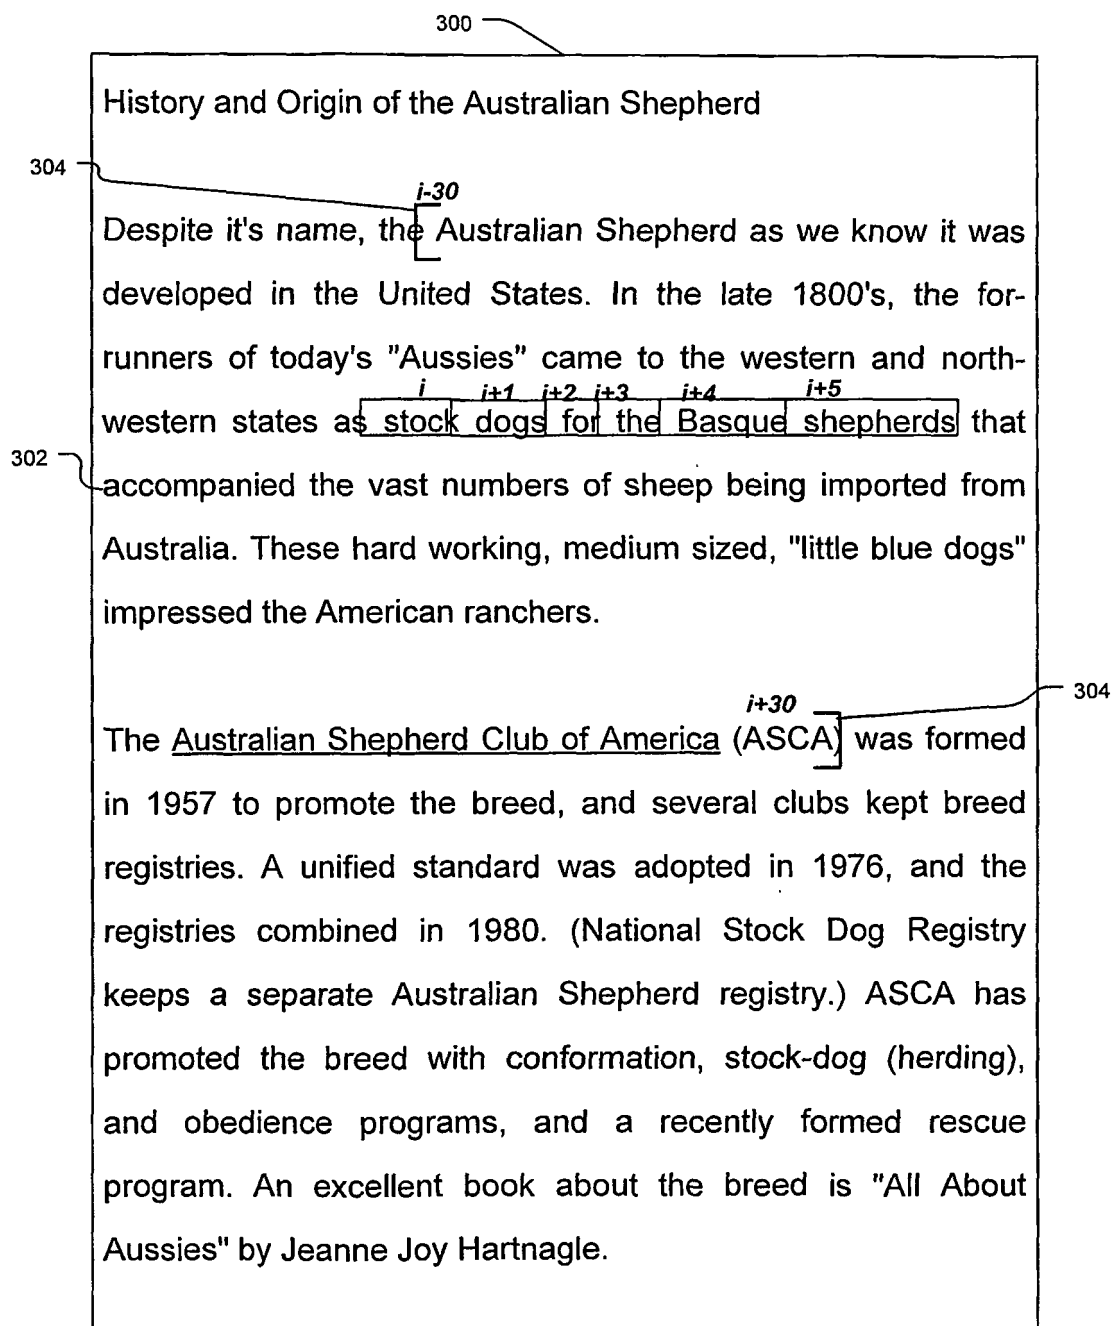 300
History and Origin of the Australian Shepherd
304
i-30
Despite it's name, the Australian Shepherd as we know it was
developed in the United States. In the late 1800's, the for-
runners of today's "Aussies" came to the western and north-
i i+1 i+2 i+3 i+4 i+5
western states as stock dogs for the Basque shepherds that
302
accompanied the vast numbers of sheep being imported from
Australia. These hard working, medium sized, "little blue dogs"
impressed the American ranchers.
i+30
304
The Australian Shepherd Club of America (ASCA) was formed
in 1957 to promote the breed, and several clubs kept breed
registries. A unified standard was adopted in 1976, and the
registries combined in 1980. (National Stock Dog Registry
keeps a separate Australian Shepherd registry.) ASCA has
promoted the breed with conformation, stock-dog (herding),
and obedience programs, and a recently formed rescue
program. An excellent book about the breed is "All About
Aussies" by Jeanne Joy Hartnagle.